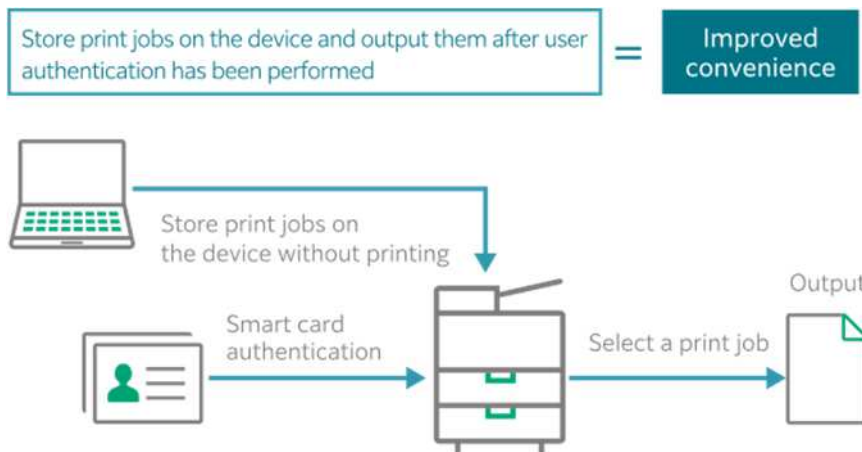 Store print jobs on the device and output them after user
authentication has been performed
=
Improved
convenience
Store print jobs on
the device without printing
Output
Smart card
authentication
Select a print job